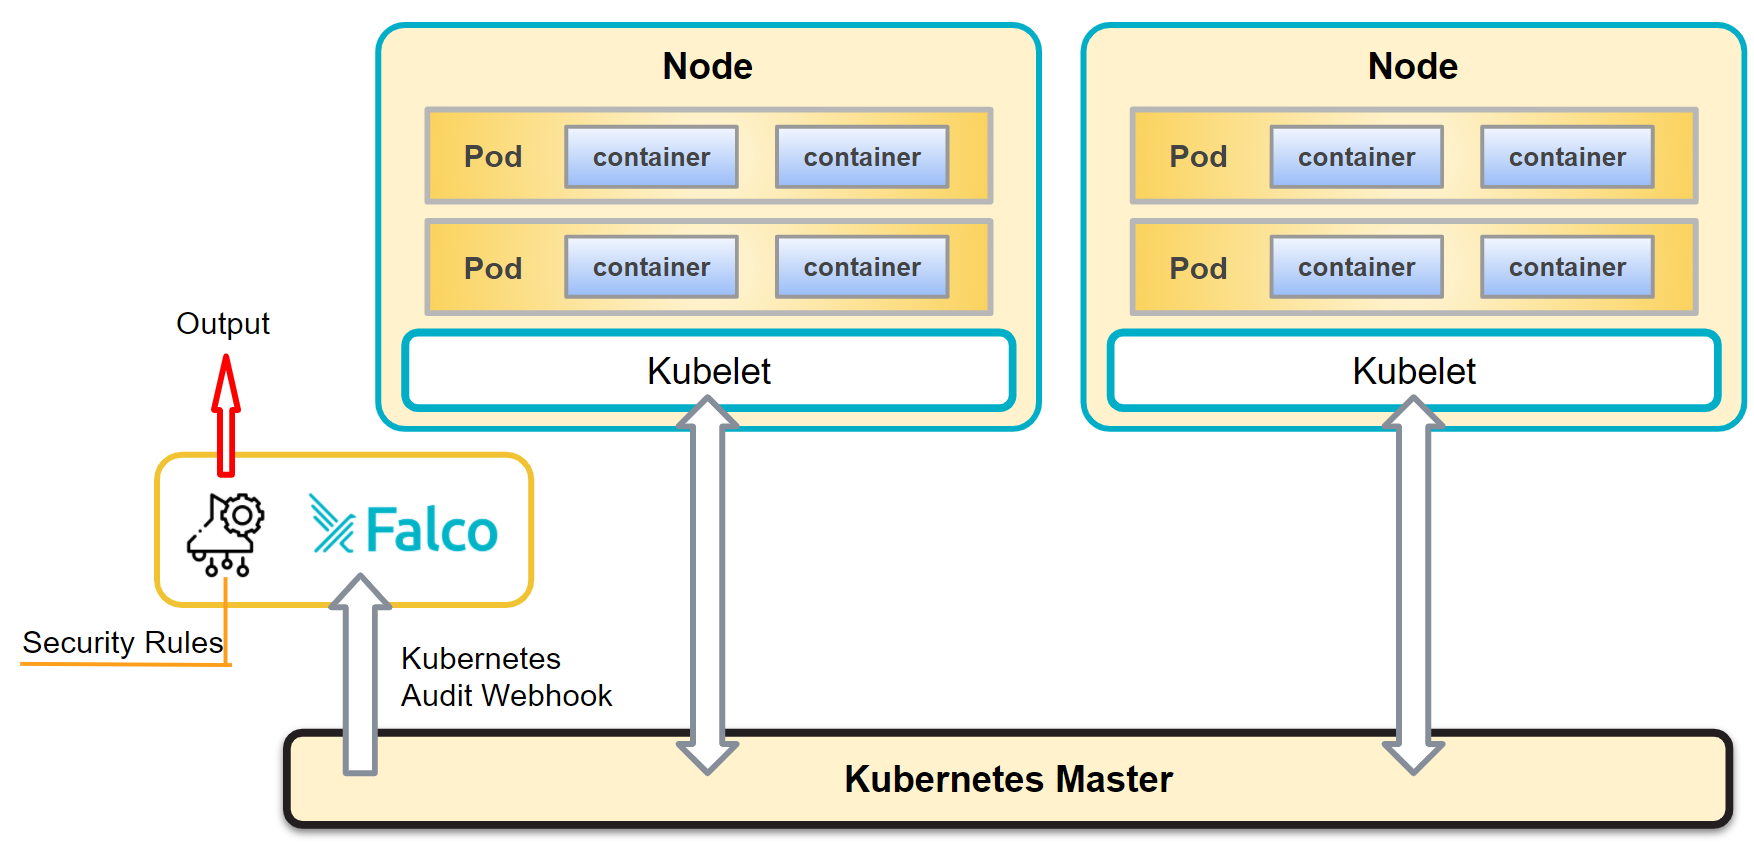 Node
Pod
container
container
Pod
container
container
Kubelet
Node
Pod
container
container
Pod
container
container
Kubelet
Output
Falco
Security Rules
Kubernetes
Audit Webhook
Kubernetes Master